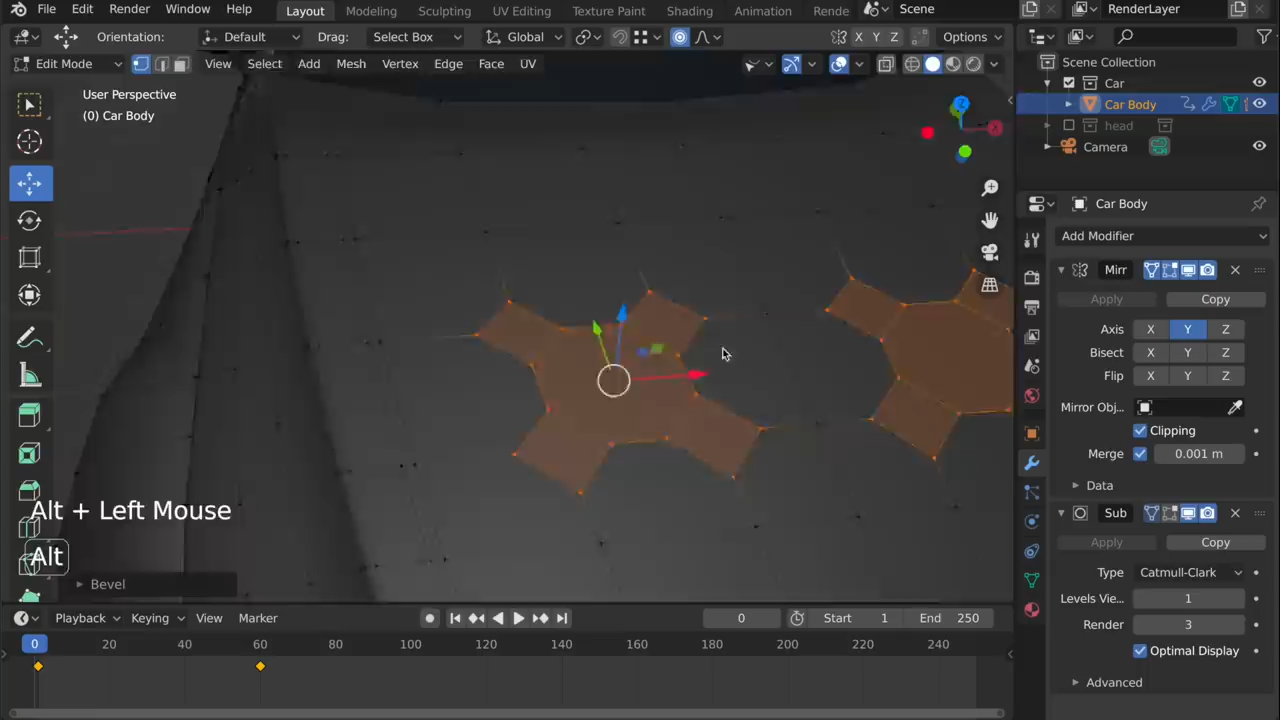 File Edit Render Window Help Layout Modeling Sculpting UV Editing Texture Paint Shading Animation Rende Scene RenderLayer
Orientation: Default Drag: Select Box Global X Y Z Options
Edit Mode View Select Add Mesh Vertex Edge Face UV
User Perspective
(0) Car Body
Z
Scene Collection
Car
Car Body
head
Camera
Car Body
Add Modifier
Mirr
Apply Copy
Axis X Y Z
Bisect X Y Z
Flip X Y Z
Mirror Obj...
Clipping
Merge 0.001 m
Data
Sub
Apply Copy
Type Catmull-Clark
Levels Vie... 1
Render 3
Optimal Display
Advanced
Alt + Left Mouse
Alt
Bevel
Playback Keying View Marker 0 Start 1 End 250
0 20 40 60 80 100 120 140 160 180 200 220 240